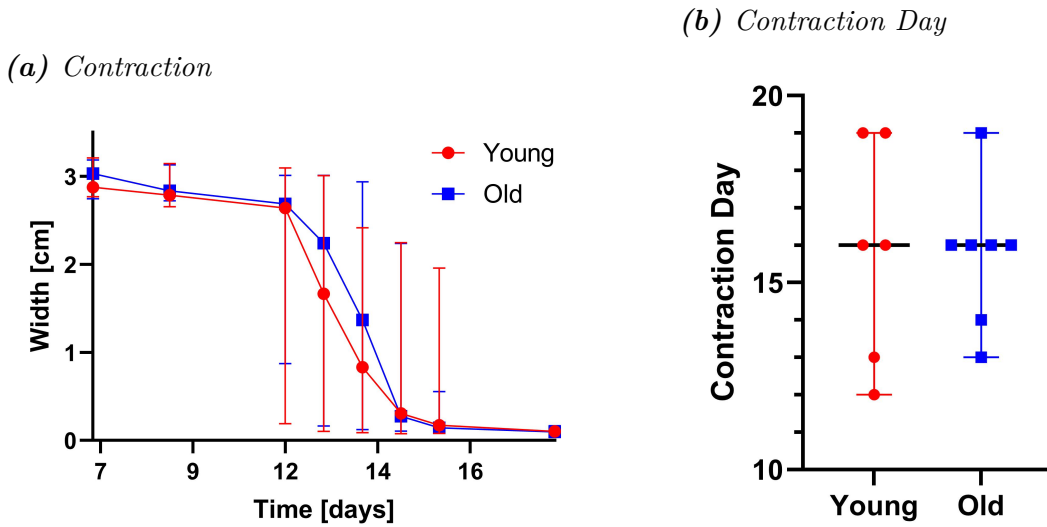 (a) Contraction
3
2
1
0
Width [cm]
7 9 12 14 16
Time [days]
Young
Old
(b) Contraction Day
20
15
10
Contraction Day
Young Old